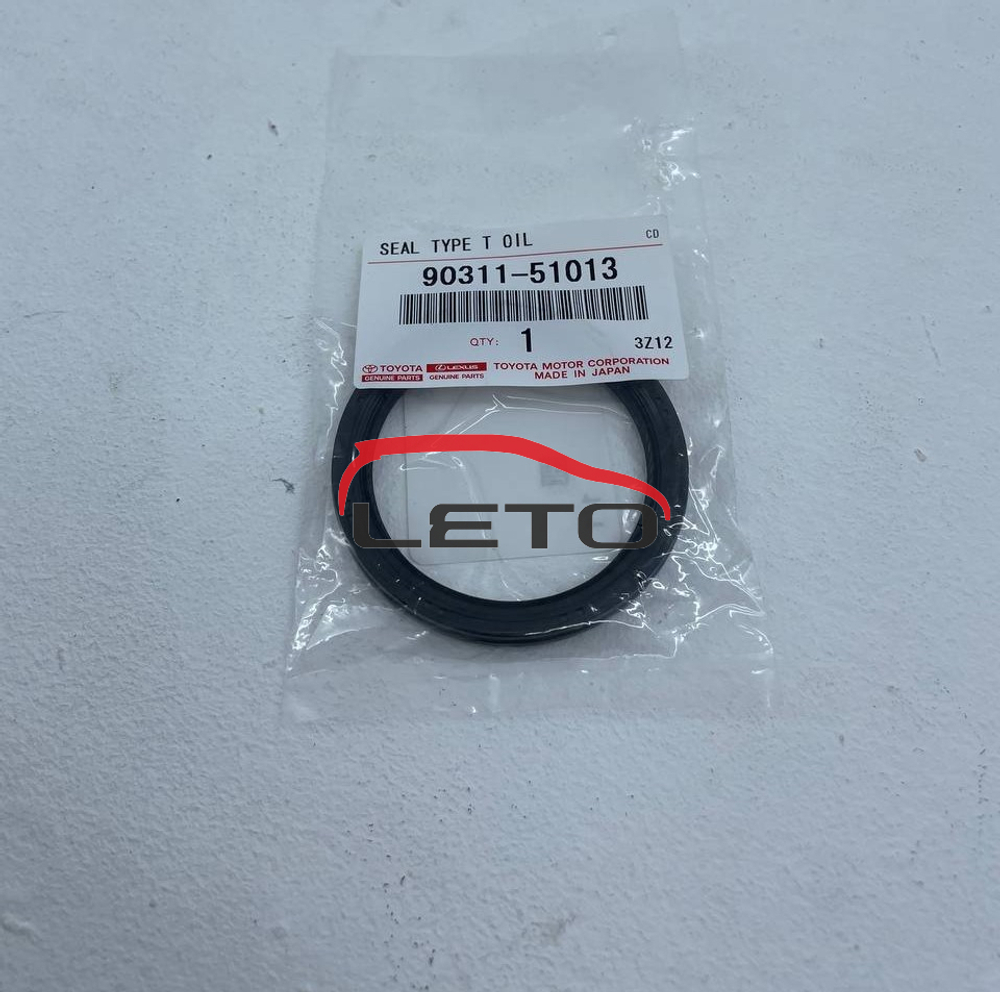 SEAL TYPE T OIL CD
90311-51013
QTY: 1 3Z12
TOYOTA GENUINE PARTS
LEXUS GENUINE PARTS
TOYOTA MOTOR CORPORATION
MADE IN JAPAN
LETO